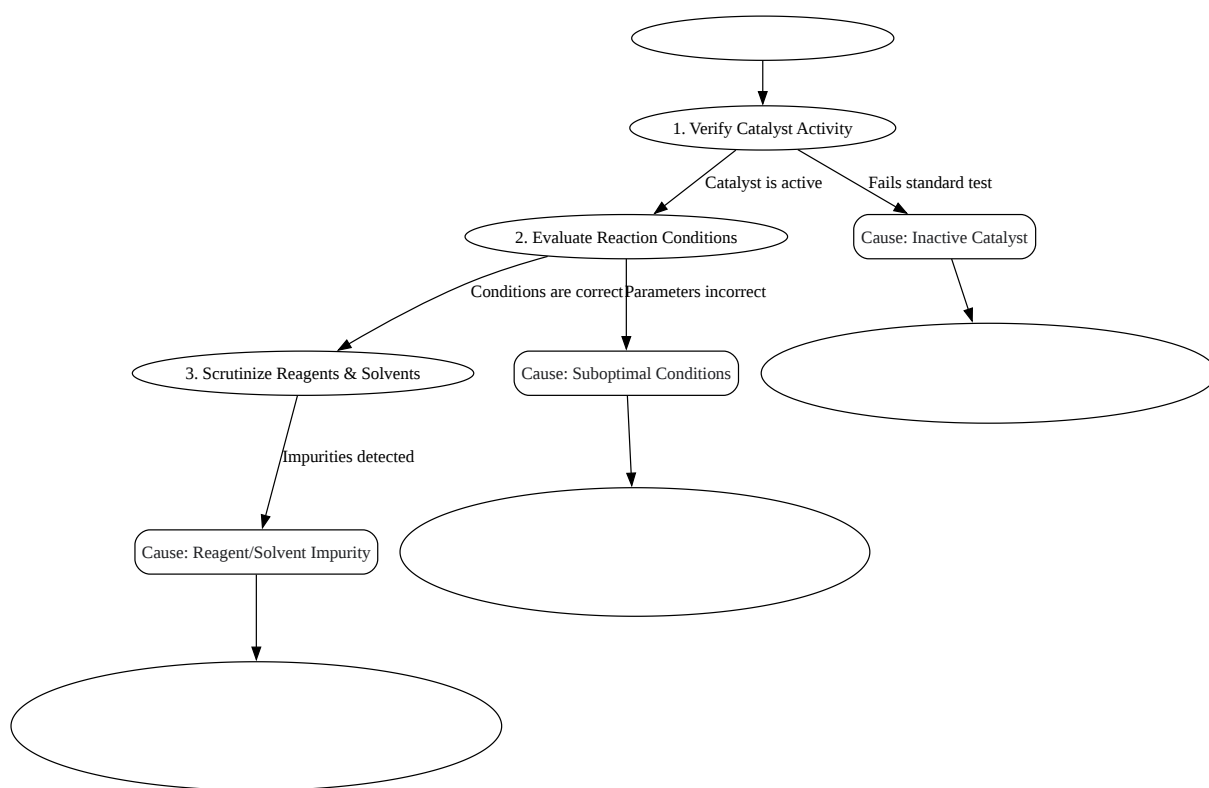 1. Verify Catalyst Activity
Catalyst is active
Fails standard test
2. Evaluate Reaction Conditions
Cause: Inactive Catalyst
Conditions are correct
Parameters incorrect
3. Scrutinize Reagents & Solvents
Cause: Suboptimal Conditions
Impurities detected
Cause: Reagent/Solvent Impurity